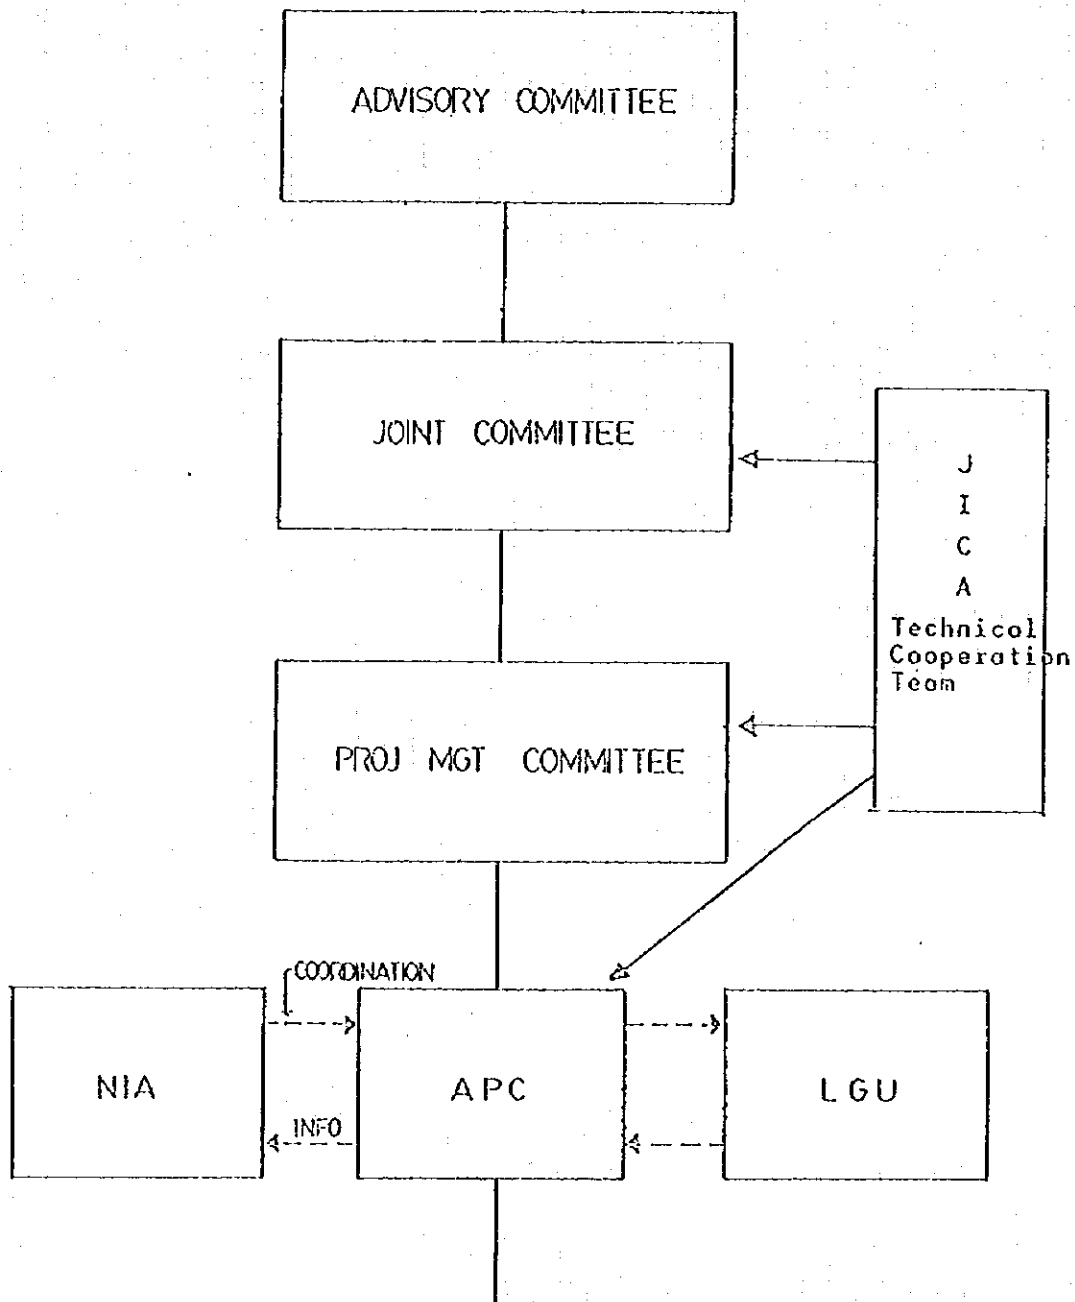 ADVISORY COMMITTEE
JOINT COMMITTEE
J
I
C
A
Technical
Cooperation
Team
PROJ MGT COMMITTEE
COORDINATION
NIA
APC
LGU
INFO